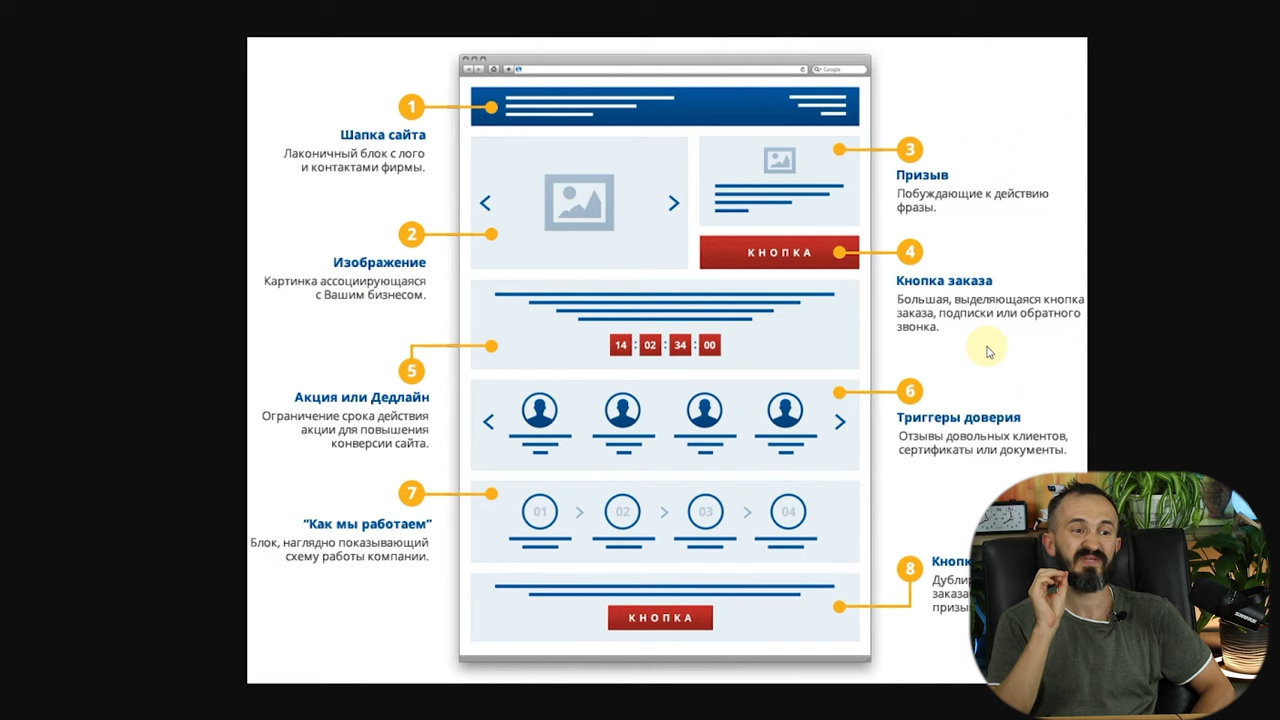 Google
1
Шапка сайта
Лаконичный блок с лого
и контактами фирмы.
2
Изображение
Картинка ассоциирующаяся
с Вашим бизнесом.
3
Призыв
Побуждающие к действию
фразы.
КНОПКА
4
Кнопка заказа
Большая, выделяющаяся кнопка
заказа, подписки или обратного
звонка.
14 : 02 : 34 : 00
5
Акция или Дедлайн
Ограничение срока действия
акции для повышения
конверсии сайта.
6
Триггеры доверия
Отзывы довольных клиентов,
сертификаты или документы.
7
“Как мы работаем”
Блок, наглядно показывающий
схему работы компании.
01 02 03 04
8
КНОПКА
SHURE